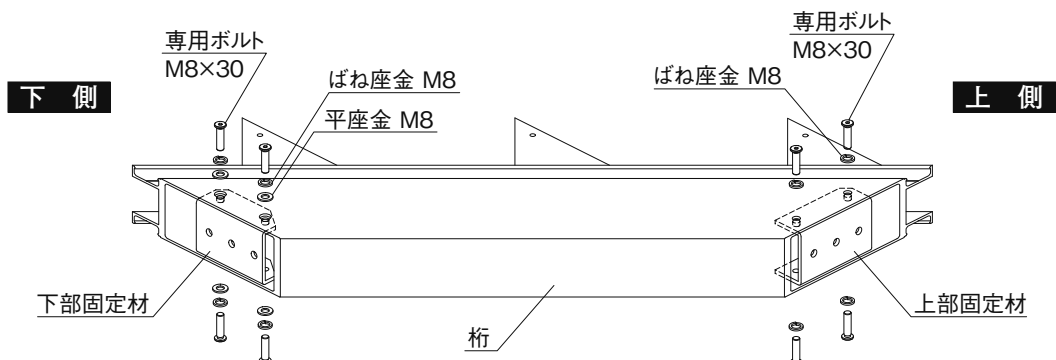 専用ボルト
M8×30
専用ボルト
M8×30
ばね座金 M8
ばね座金 M8
下 側
上 側
平座金 M8
下部固定材
上部固定材
桁